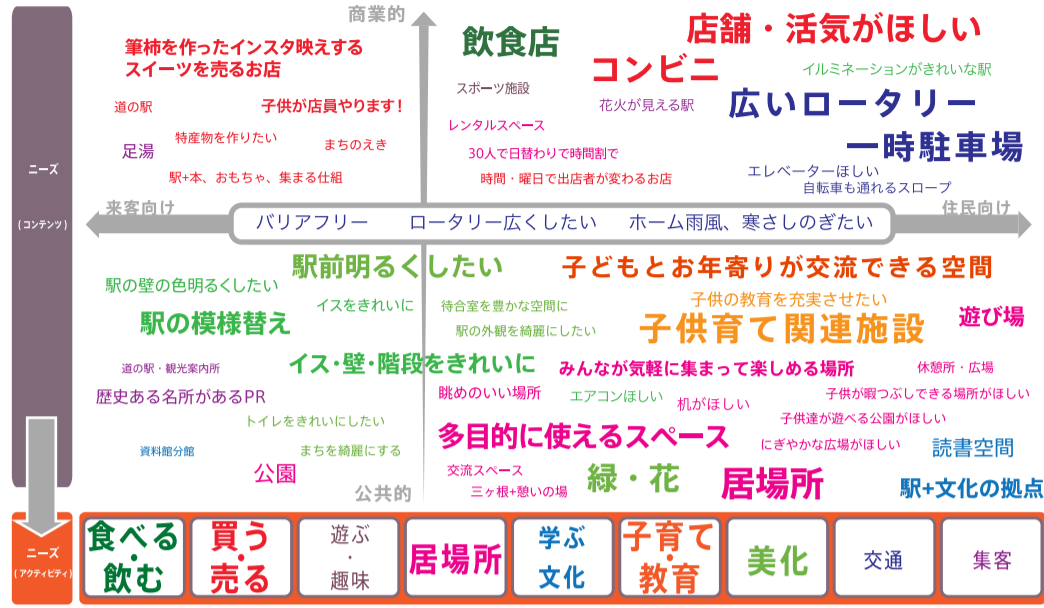 商業的
筆柿を作ったインスタ映えする
スイーツを売るお店
飲食店
店舗・活気がほしい
コンビニ
イルミネーションがきれいな駅
スポーツ施設
道の駅
子供が店員やります!
花火が見える駅
広いロータリー
レンタルスペース
特産物を作りたい
まちのえき
足湯
30人で日替わりで時間割で
一時駐車場
駅+本、おもちゃ、集まる仕組
時間・曜日で出店者が変わるお店
エレベーターほしい
自転車も通れるスロープ
ニーズ
(コンテンツ)
来客向け
住民向け
バリアフリー ロータリー広くしたい ホーム雨風、寒さしのぎたい
駅前明るくしたい
子どもとお年寄りが交流できる空間
駅の壁の色明るくしたい
イスをきれいに
待合室を豊かな空間に
子供の教育を充実させたい
駅の模様替え
駅の外観を綺麗にしたい
子供育て関連施設
遊び場
道の駅・観光案内所
イス・壁・階段をきれいに
みんなが気軽に集まって楽しめる場所
休憩所・広場
歴史ある名所があるPR
眺めのいい場所
エアコンほしい
机がほしい
子供が暇つぶしできる場所がほしい
トイレをきれいにしたい
子供達が遊べる公園がほしい
資料館分館
まちを綺麗にする
多目的に使えるスペース
にぎやかな広場がほしい
読書空間
公園
交流スペース
三ヶ根+憩いの場
緑・花
居場所
駅+文化の拠点
公共的
ニーズ
(アクティビティ)
食べる
・
飲む
買う
・
売る
遊ぶ
・
趣味
居場所
学ぶ
・
文化
子育て
・
教育
美化
交通
集客